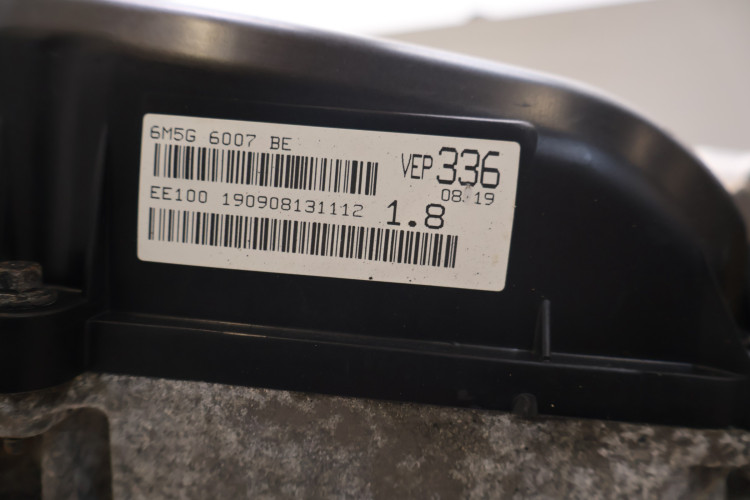 6M5G 6007 BE
VEP 336
08.19
EE100 190908131112
1.8